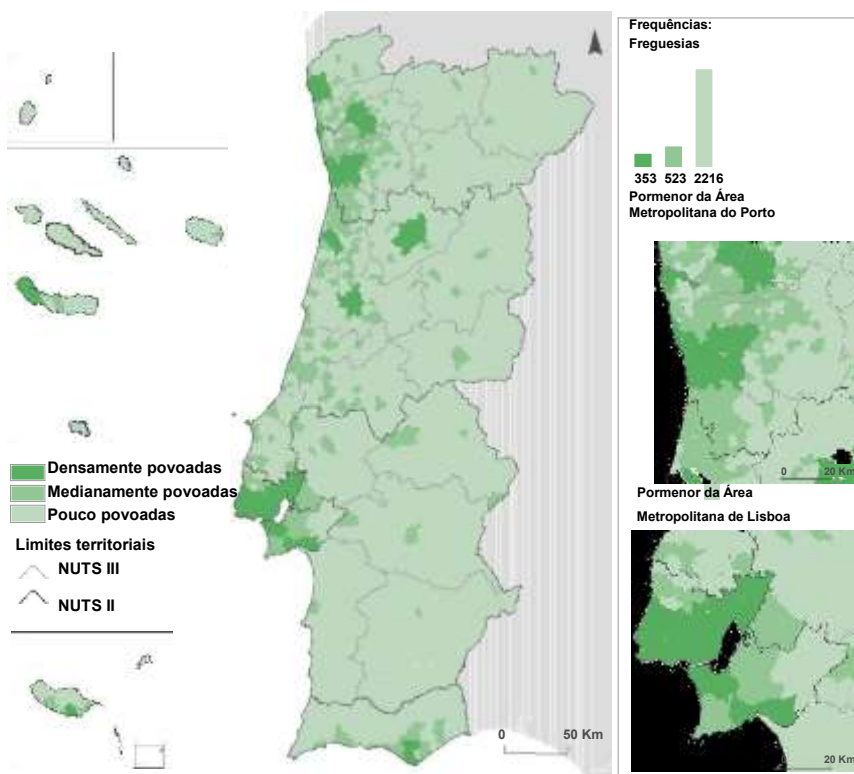 Densamente povoadas
Medianamente povoadas
Pouco povoadas
Limites territoriais
NUTS III
NUTS II
0 50 Km
Frequências:
Freguesias
353 523 2216
Pormenor da Área
Metropolitana do Porto
0 20 Km
Pormenor da Área
Metropolitana de Lisboa
20 Km